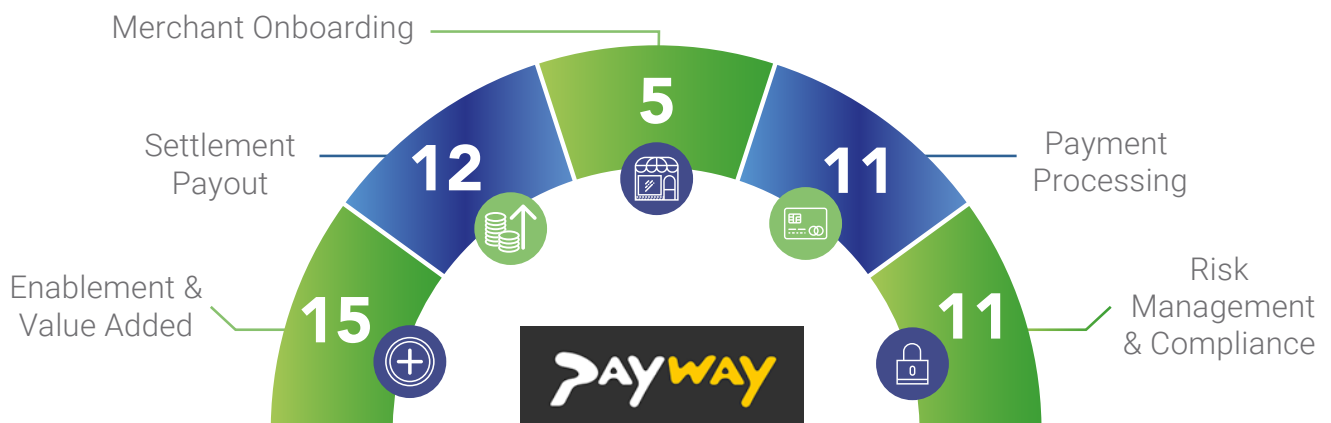 Merchant Onboarding
5
Settlement
Payout
12
11
Payment
Processing
Enablement &
Value Added
15
11
Risk
Management
& Compliance
PAYWAY
0